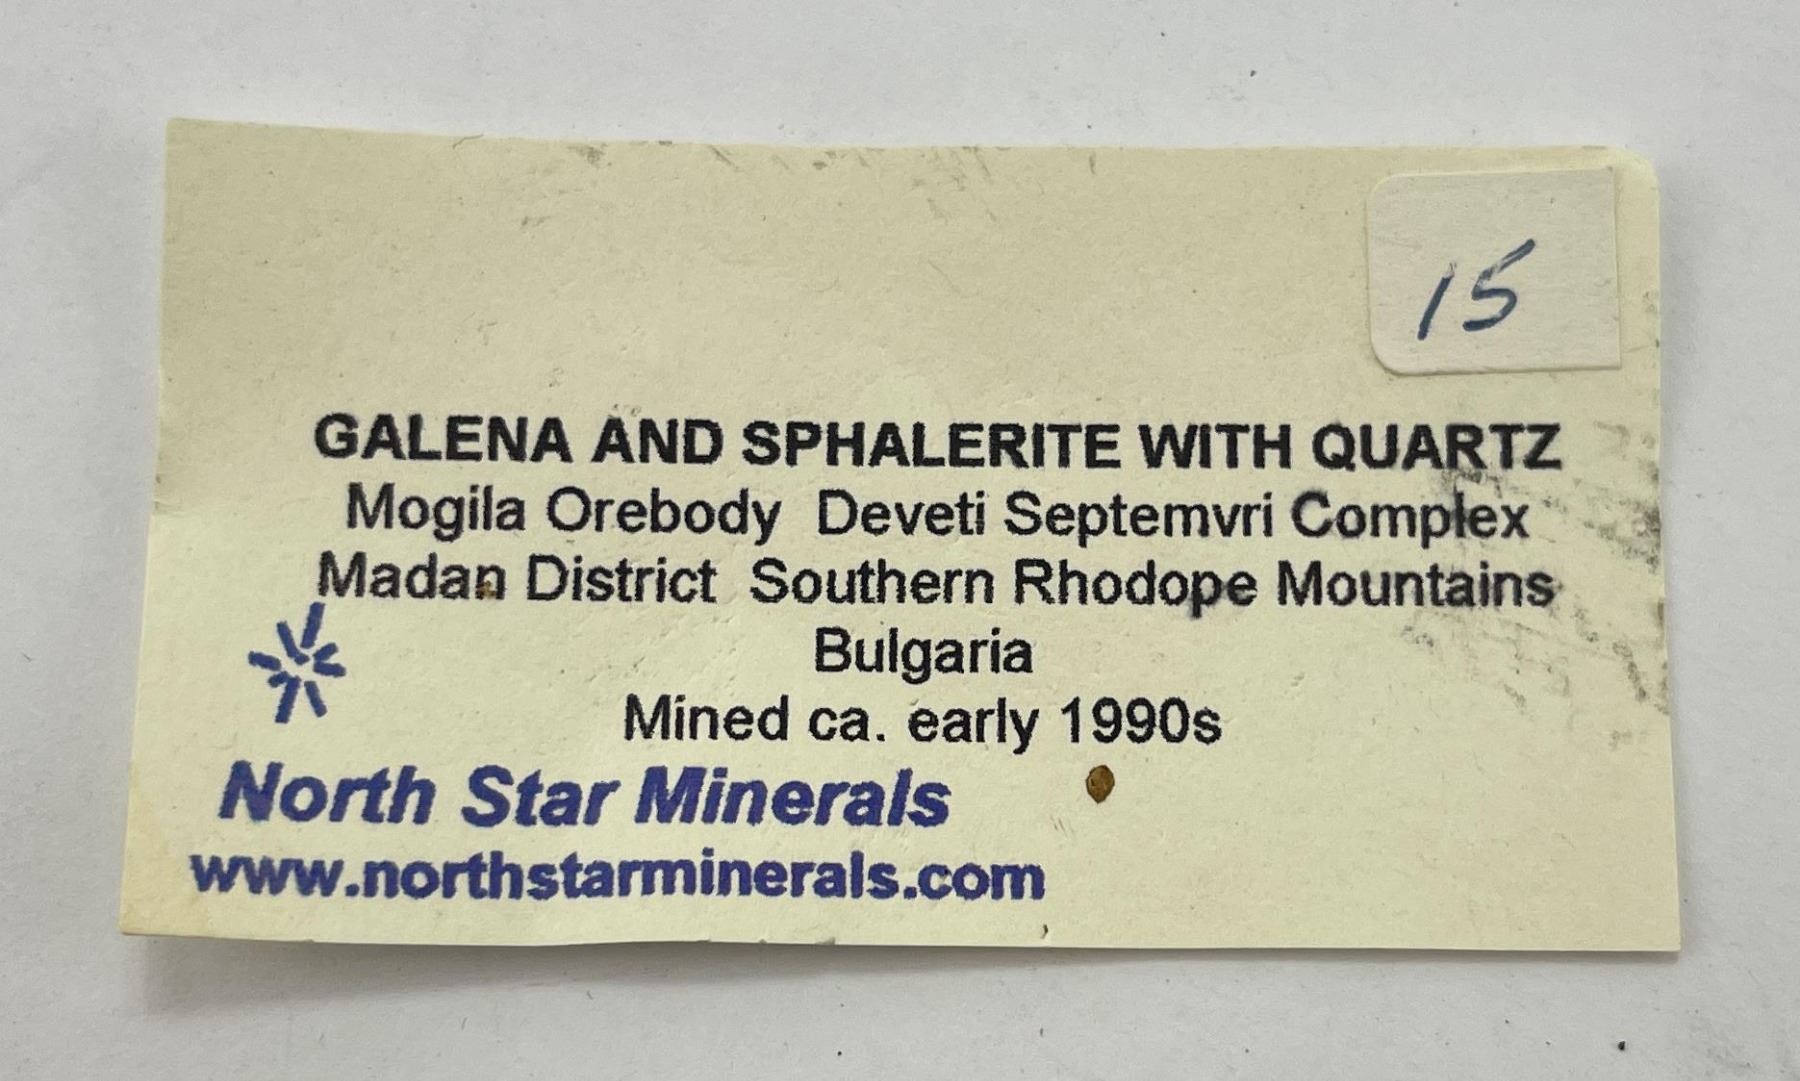 15
GALENA AND SPHALERITE WITH QUARTZ
Mogila Orebody Deveti Septemvri Complex
Madan District Southern Rhodope Mountains
Bulgaria
Mined ca. early 1990s
North Star Minerals
www.northstarminerals.com